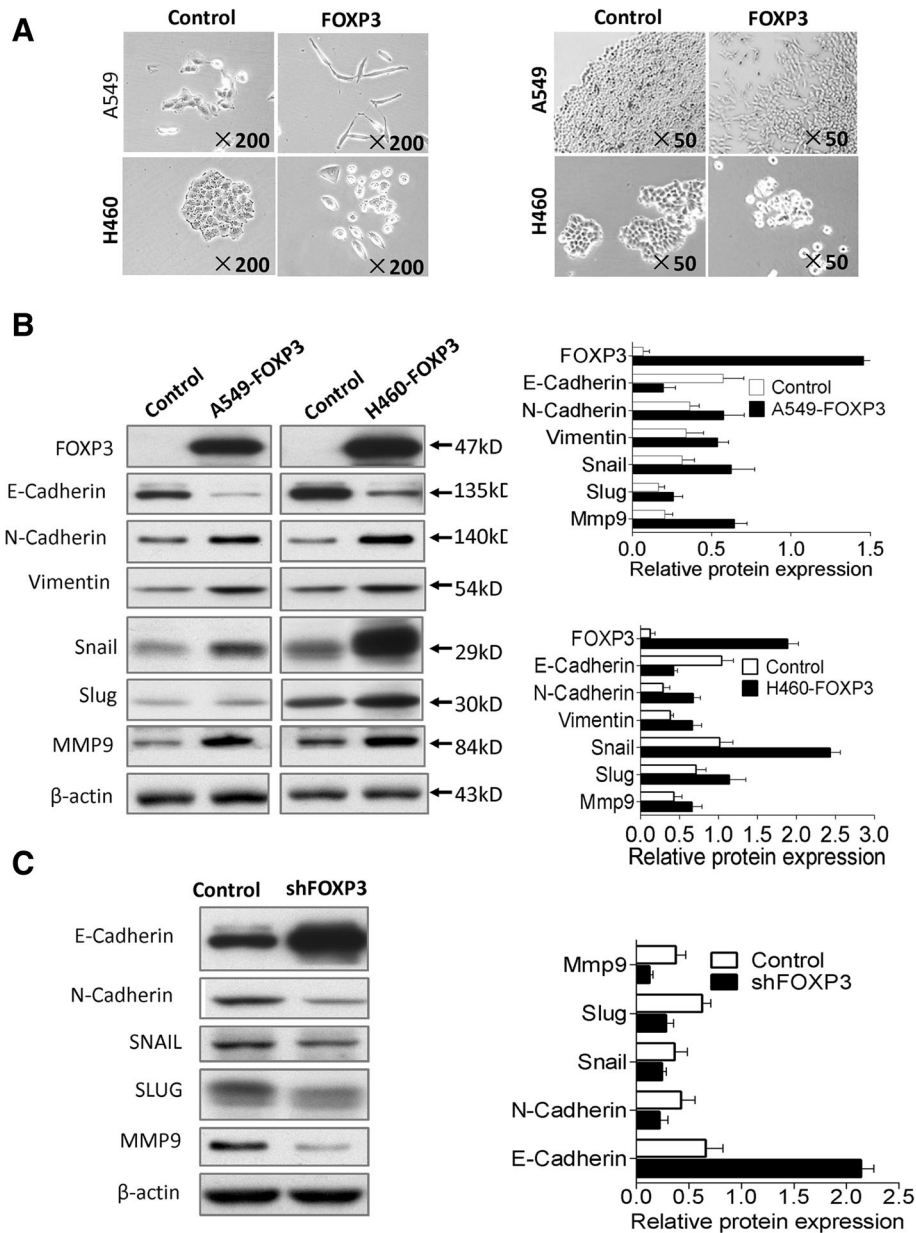 A
Control FOXP3
A549
×200 ×200
H460
×200 ×200
Control FOXP3
A549
×50 ×50
H460
×50 ×50
B
Control A549-FOXP3 Control H460-FOXP3
FOXP3 47kD
E-Cadherin 135kD
N-Cadherin 140kD
Vimentin 54kD
Snail 29kD
Slug 30kD
MMP9 84kD
β-actin 43kD
FOXP3
E-Cadherin
N-Cadherin
Vimentin
Snail
Slug
Mmp9
Control
A549-FOXP3
0.0 0.5 1.0 1.5
Relative protein expression
FOXP3
E-Cadherin
N-Cadherin
Vimentin
Snail
Slug
Mmp9
Control
H460-FOXP3
0.0 0.5 1.0 1.5 2.0 2.5 3.0
Relative protein expression
C
Control shFOXP3
E-Cadherin
N-Cadherin
SNAIL
SLUG
MMP9
β-actin
Mmp9
Slug
Snail
N-Cadherin
E-Cadherin
Control
shFOXP3
0.0 0.5 1.0 1.5 2.0 2.5
Relative protein expression